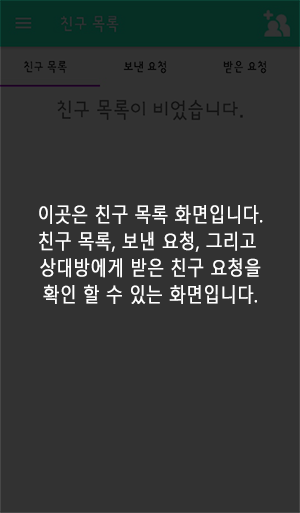 친구 목록
친구 목록 보낸 요청 받은 요청
친구 목록이 비었습니다.
이곳은 친구 목록 화면입니다.
친구 목록, 보낸 요청, 그리고
상대방에게 받은 친구 요청을
확인 할 수 있는 화면입니다.